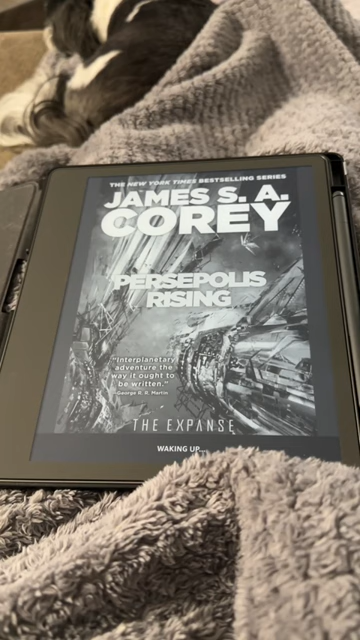 THE NEW YORK TIMES BESTSELLING SERIES
JAMES S. A.
COREY
PERSEPOLIS
RISING
"Interplanetary
adventure the
way it ought to
be written."
—George R. R. Martin
THE EXPANSE
WAKING UP...